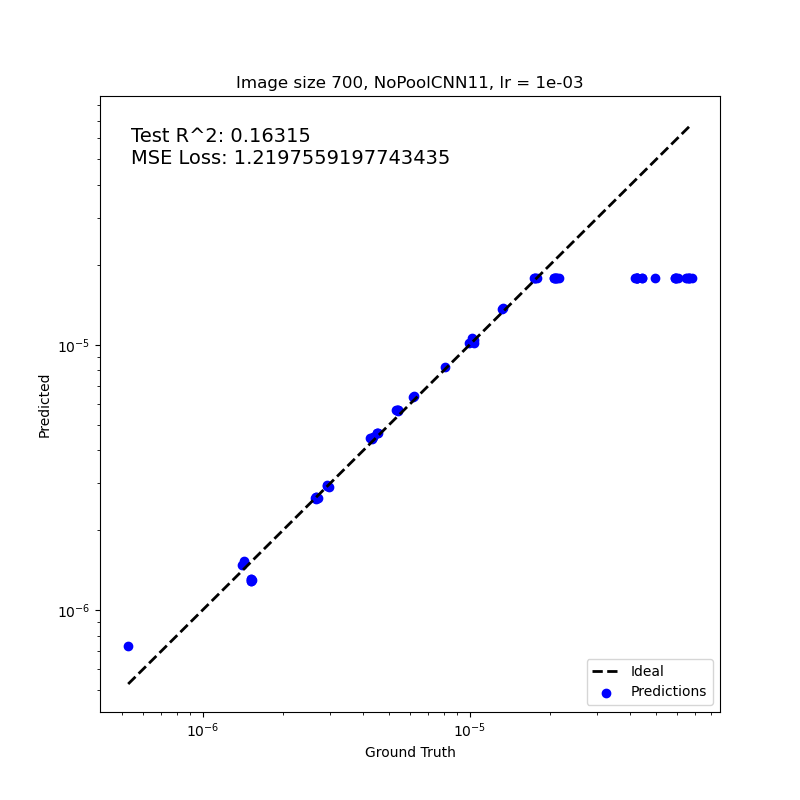 Image size 700, NoPoolCNN11, lr = 1e-03
Test R^2: 0.16315
MSE Loss: 1.2197559197743435
Predicted
10⁻⁵
10⁻⁶
10⁻⁶
10⁻⁵
Ground Truth
Ideal
Predictions